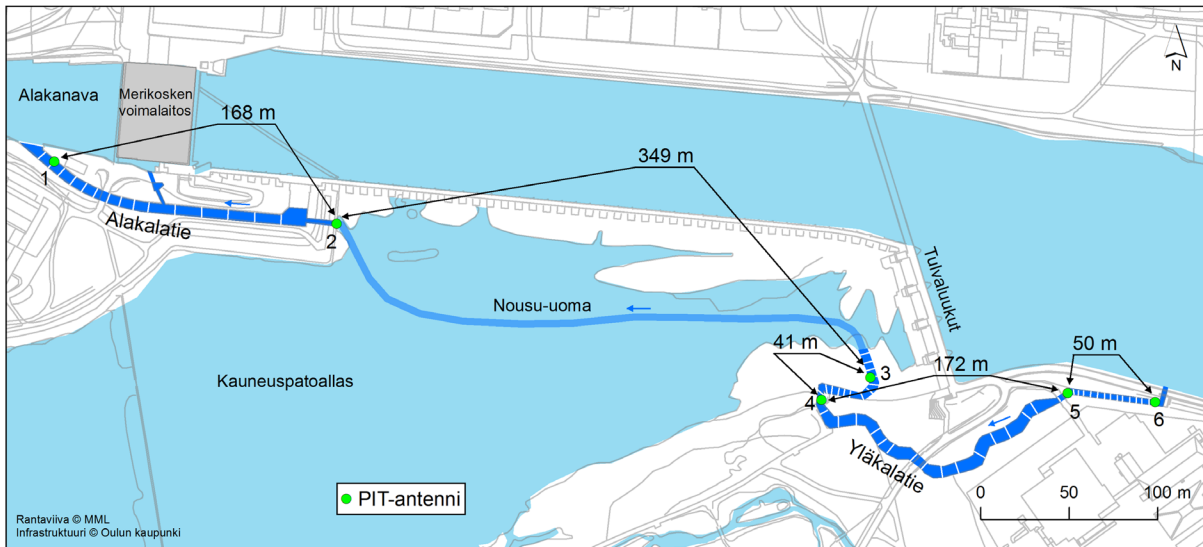 Alakanava
Merikosken
voimalaitos
168 m
349 m
N
1
Alakalatie
2
Nousu-uoma
Tulvaluukut
41 m
50 m
3
172 m
4
5
6
Kauneuspatoallas
Yläkalatie
PIT-antenni
0
50
100 m
Rantaviiva © MML
Infrastruktuuri © Oulun kaupunki